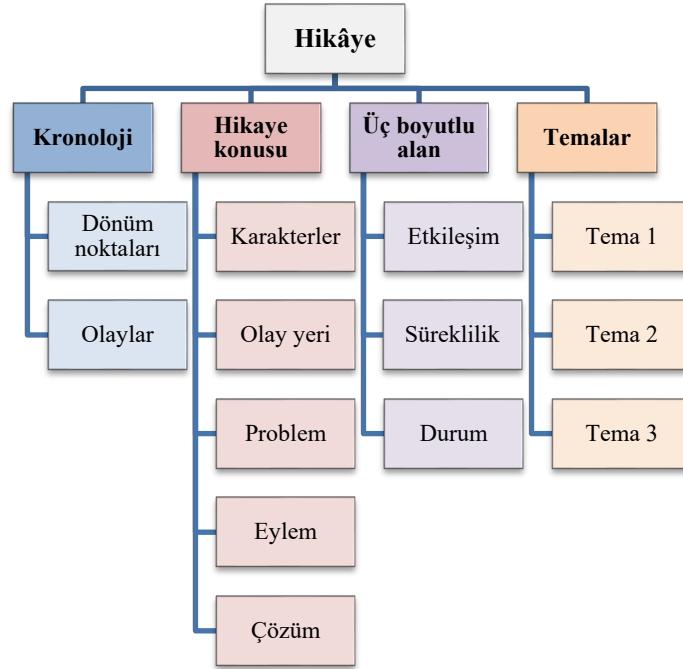 Hikâye
Kronoloji
Dönüm
noktaları
Olaylar
Hikaye
konusu
Karakterler
Olay yeri
Problem
Eylem
Çözüm
Üç boyutlu
alan
Etkileşim
Süreklilik
Durum
Temalar
Tema 1
Tema 2
Tema 3